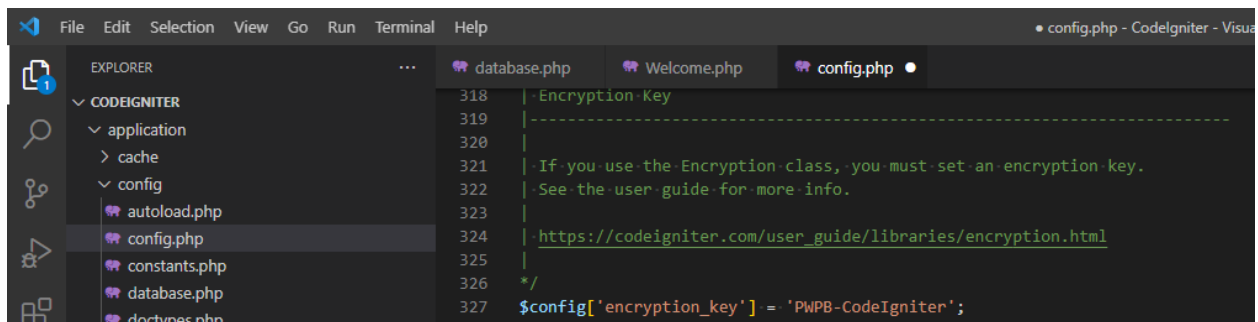 File Edit Selection View Go Run Terminal Help ● config.php - CodeIgniter - Visua
EXPLORER ...
database.php Welcome.php config.php ●
1
CODEIGNITER
application
cache
config
autoload.php
config.php
constants.php
database.php
doctypes.php
318 | Encryption Key
319 |--------------------------------------------------------------------------
320 |
321 | If you use the Encryption class, you must set an encryption key.
322 | See the user guide for more info.
323 |
324 | https://codeigniter.com/user_guide/libraries/encryption.html
325 |
326 */
327 $config['encryption_key'] = 'PWPB-CodeIgniter';